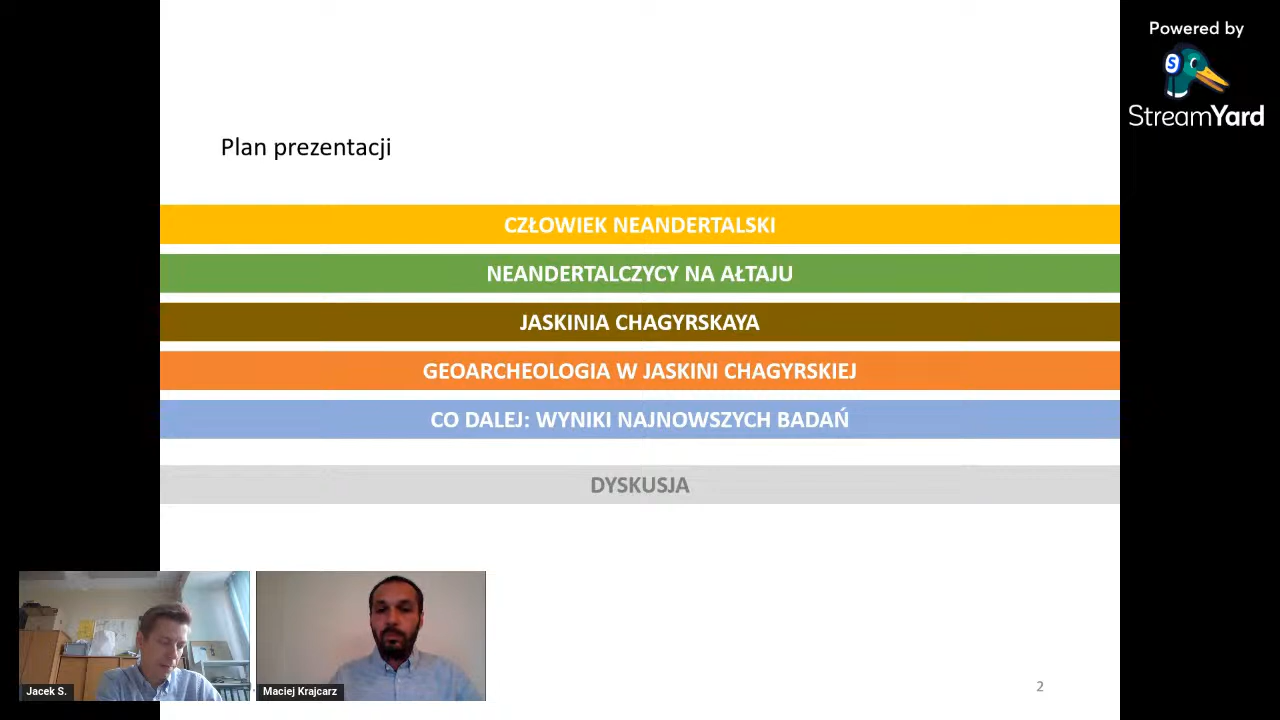 Powered by
StreamYard
Plan prezentacji
CZŁOWIEK NEANDERTALSKI
NEANDERTALCZYCY NA AŁTAJU
JASKINIA CHAGYRSKAYA
GEOARCHEOLOGIA W JASKINI CHAGYRSKIEJ
CO DALEJ: WYNIKI NAJNOWSZYCH BADAŃ
DYSKUSJA
Jacek S.
Maciej Krajcarz
2